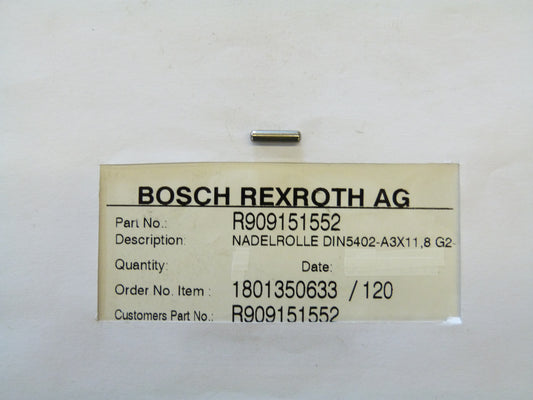 BOSCH REXROTH AG
Part No.: R909151552
Description: NADELROLLE DIN5402-A3X11,8 G2-
Quantity: Date:
Order No. Item : 1801350633 / 120
Customers Part No.: R909151552